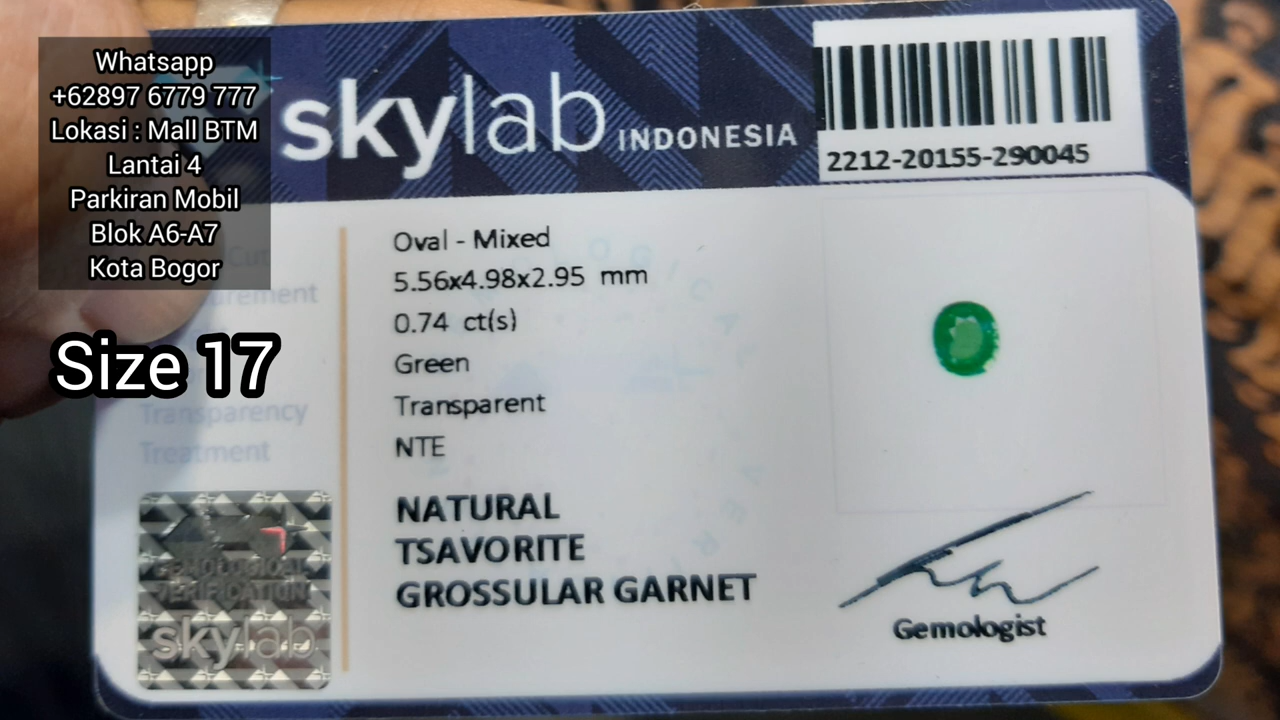 Whatsapp
+62897 6779 777
Lokasi : Mall BTM
Lantai 4
Parkiran Mobil
Blok A6-A7
Kota Bogor
Size 17
skylab INDONESIA
2212-20155-290045
Oval - Mixed
5.56x4.98x2.95 mm
0.74 ct(s)
Green
Transparency
Transparent
Treatment
NTE
NATURAL
TSAVORITE
GROSSULAR GARNET
GEMOLOGICAL
VERIFICATION
skylab
Gemologist